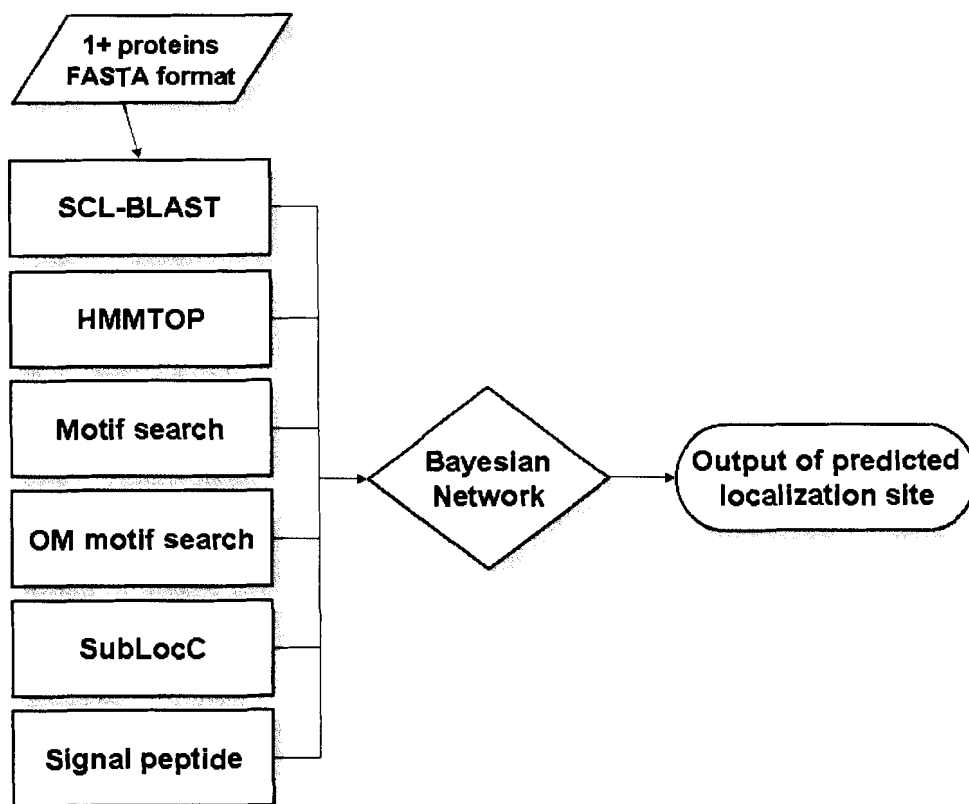 1+ proteins
FASTA format
SCL-BLAST
HMMTOP
Motif search
OM motif search
SubLocC
Signal peptide
Bayesian
Network
Output of predicted
localization site